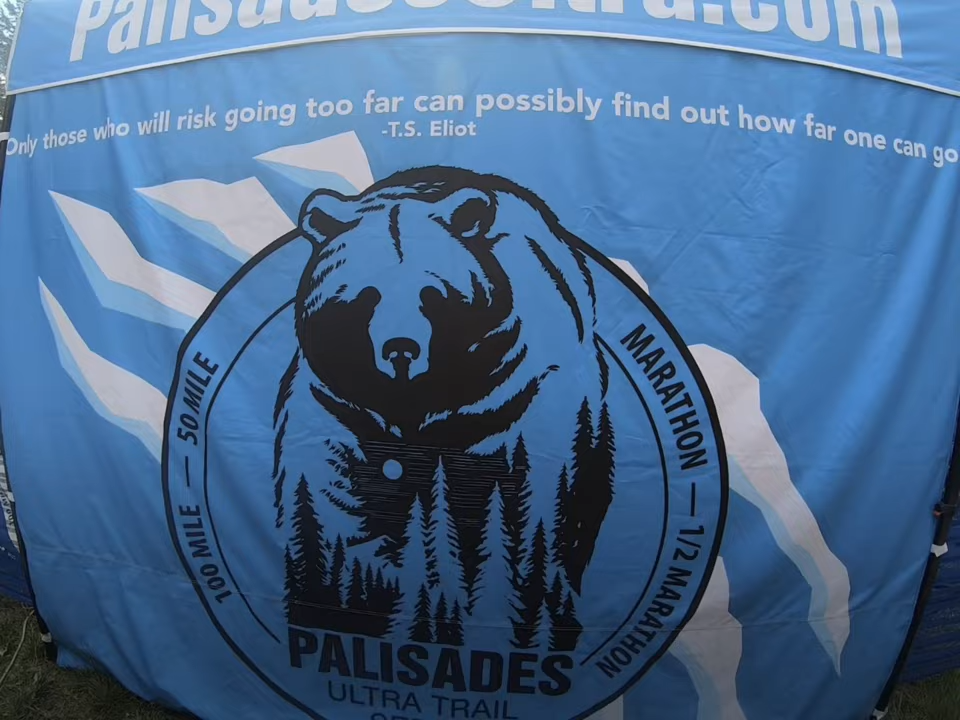 PalisadesUltra.com
Only those who will risk going too far can possibly find out how far one can go
-T.S. Eliot
100 MILE — 50 MILE
MARATHON — 1/2 MARATHON
PALISADES
ULTRA TRAIL